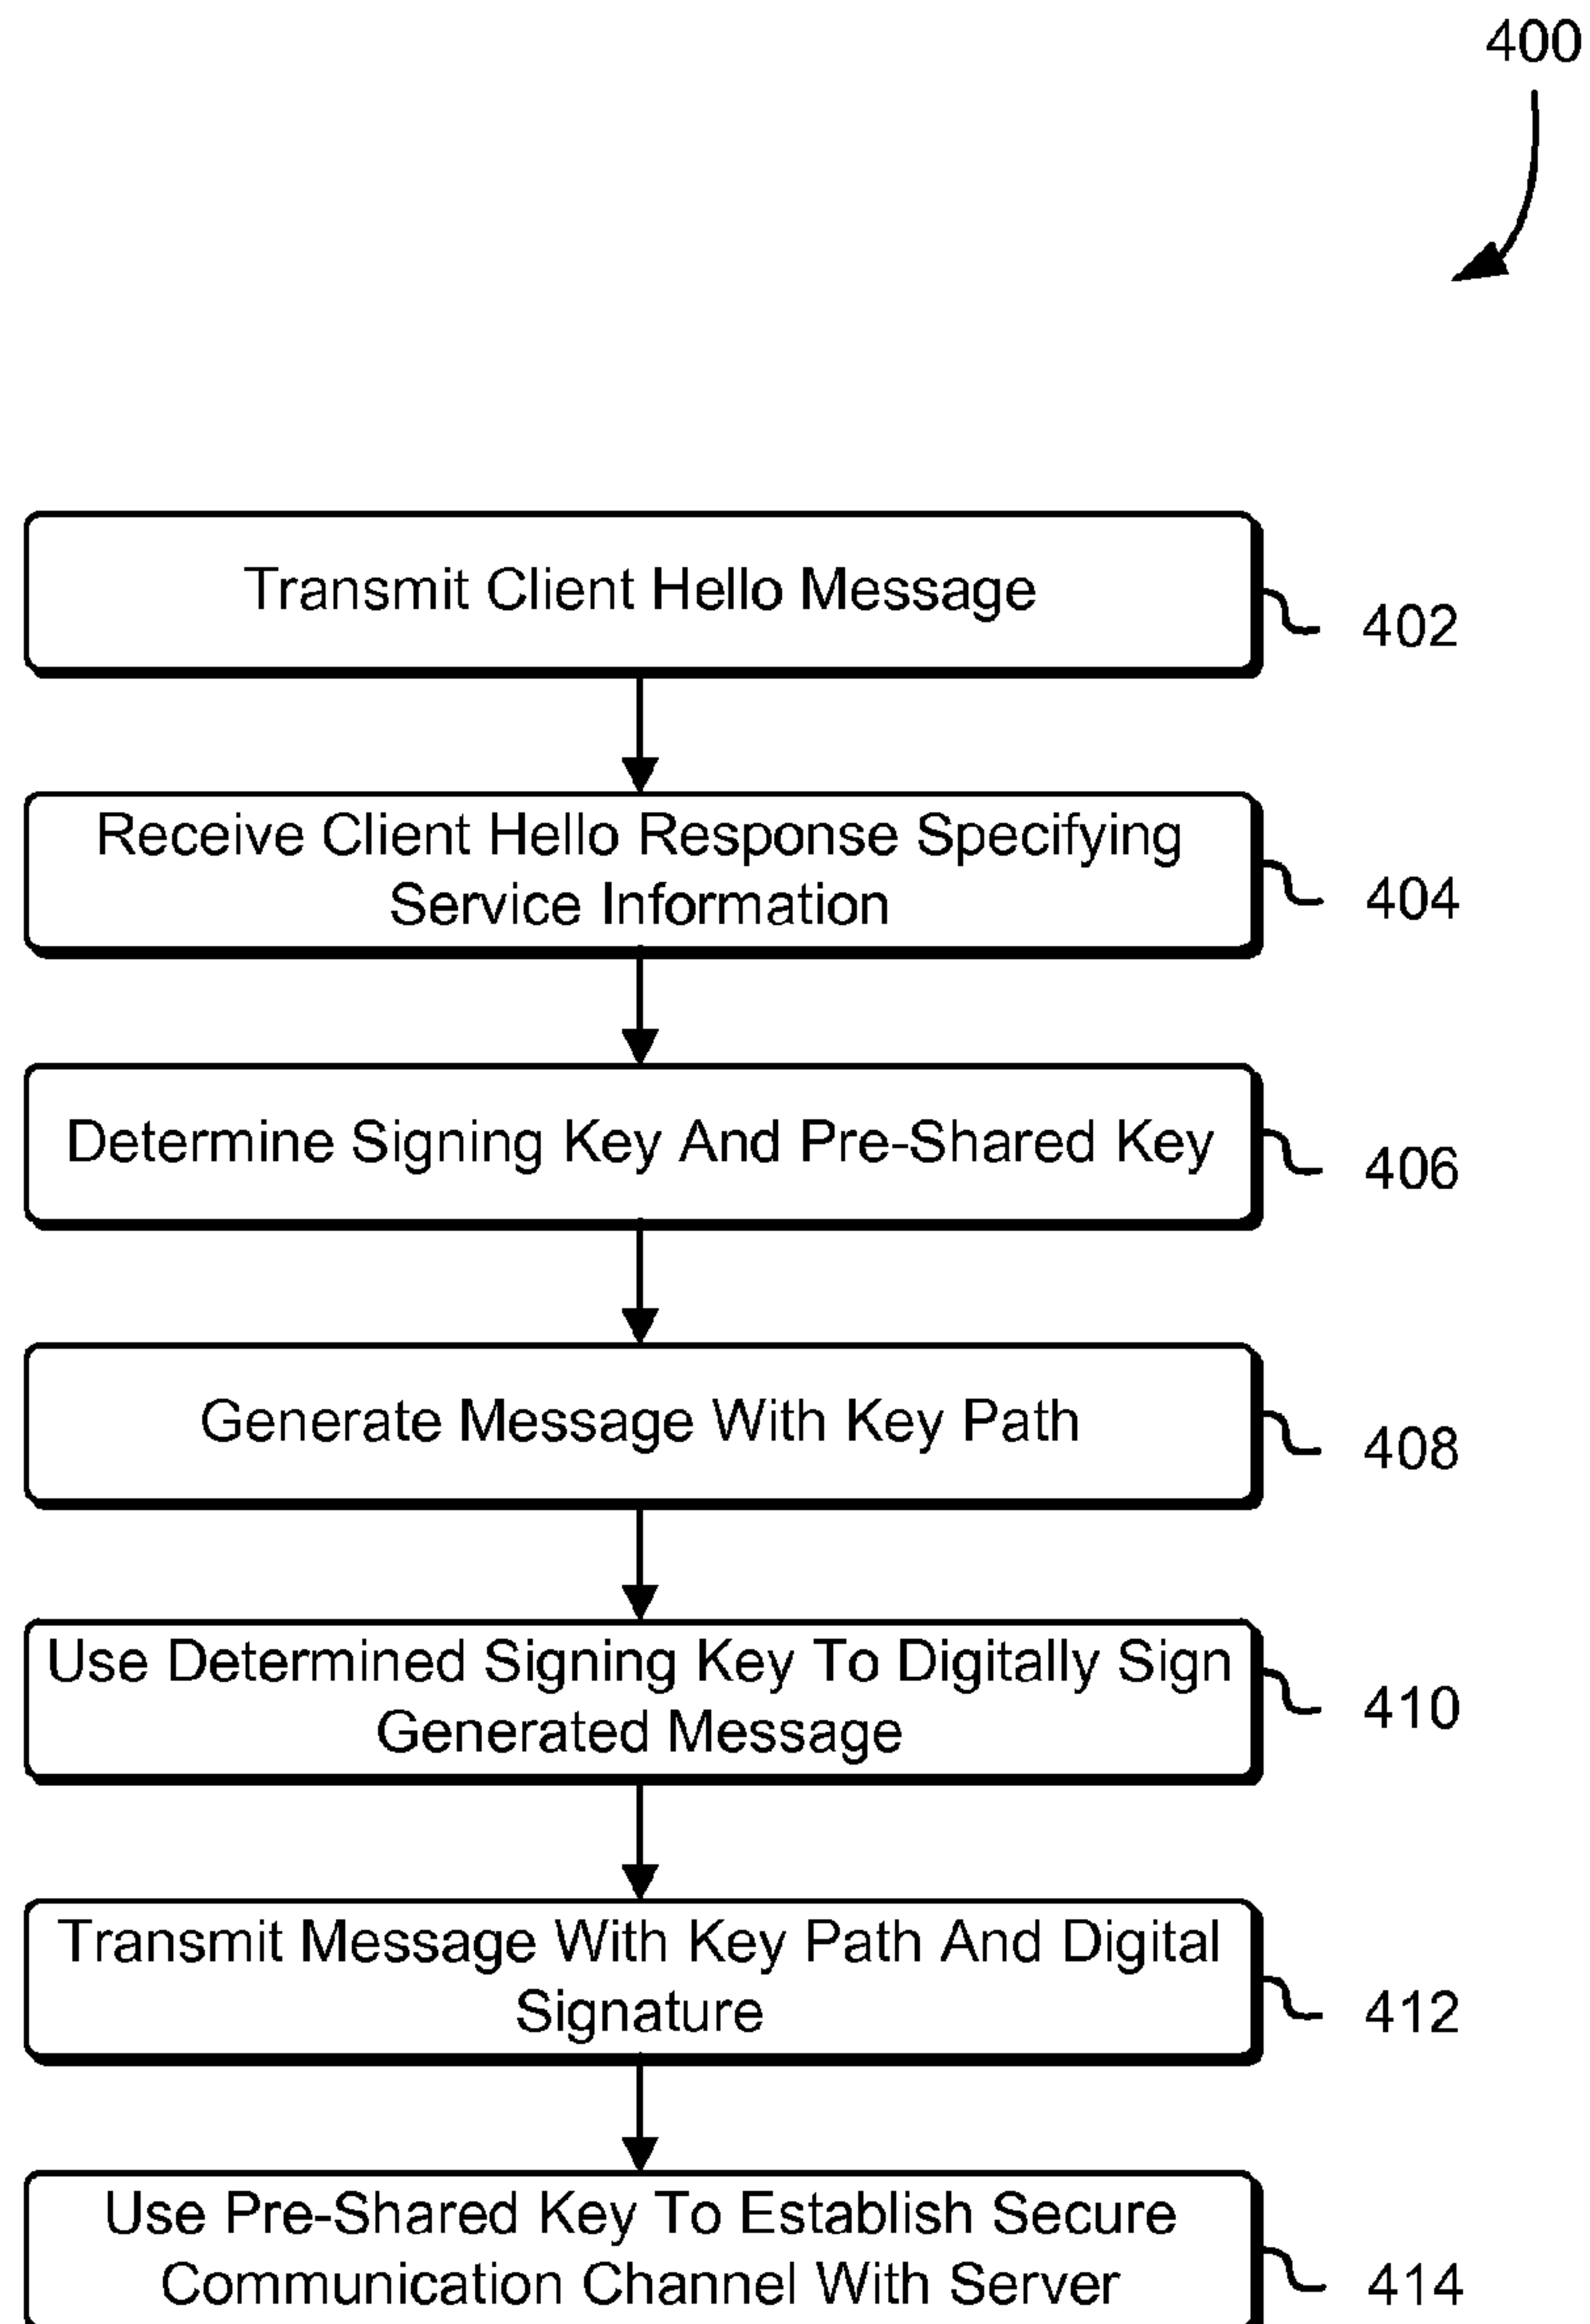 400
Transmit Client Hello Message
402
Receive Client Hello Response Specifying
Service Information
404
Determine Signing Key And Pre-Shared Key
406
Generate Message With Key Path
408
Use Determined Signing Key To Digitally Sign
Generated Message
410
Transmit Message With Key Path And Digital
Signature
412
Use Pre-Shared Key To Establish Secure
Communication Channel With Server
414